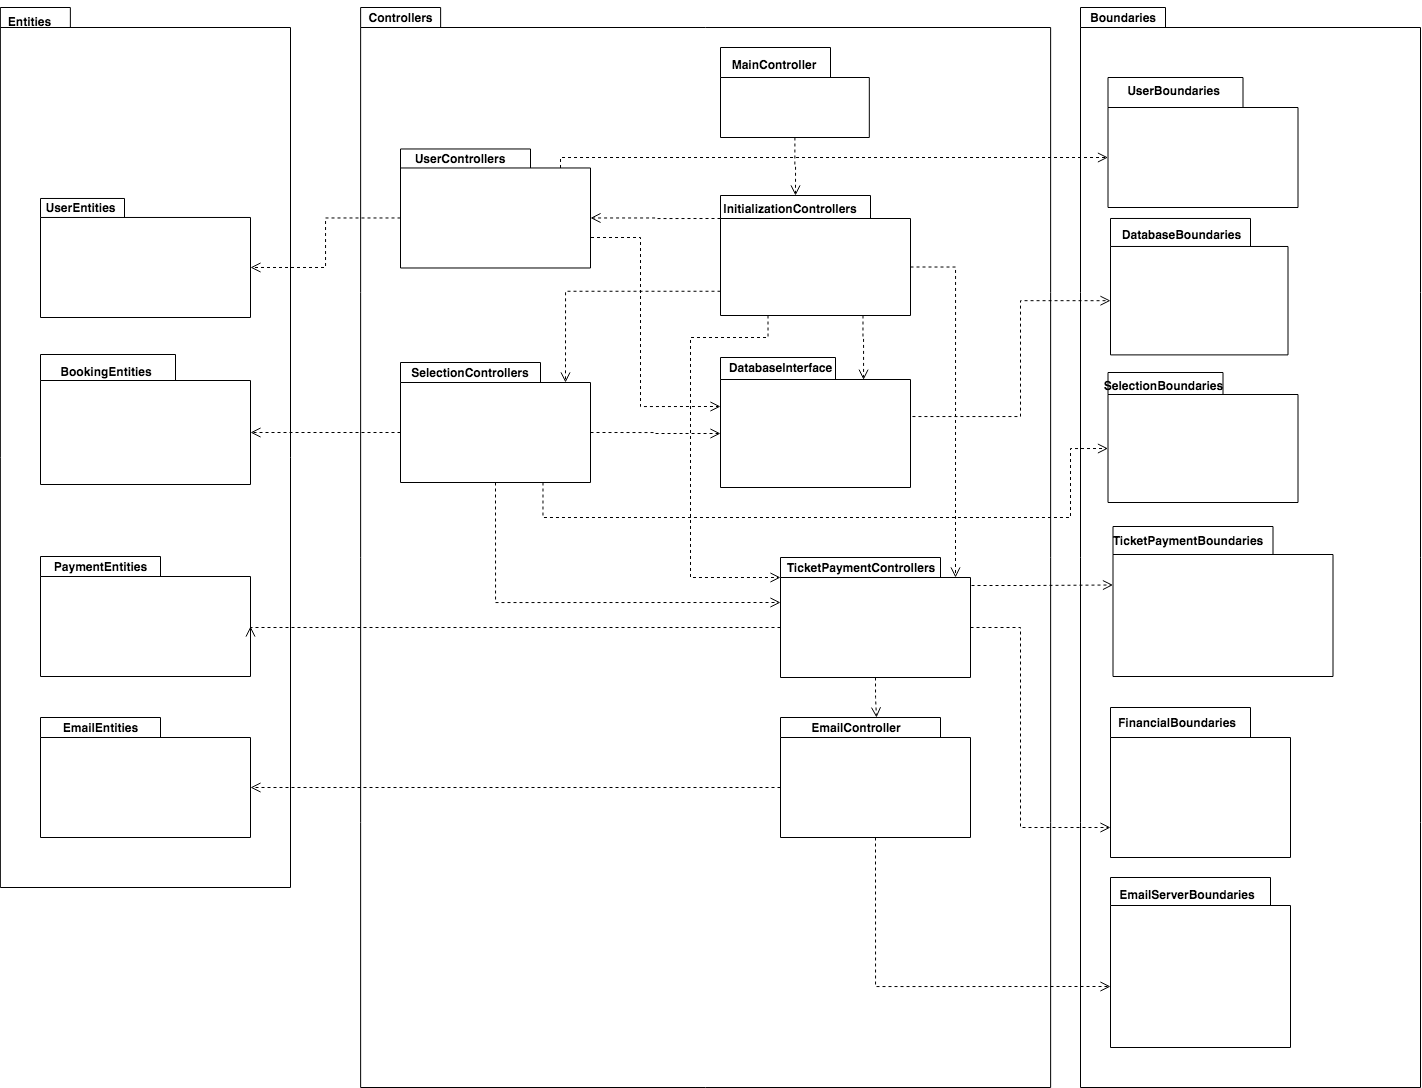 Entities
Controllers
Boundaries
MainController
UserBoundaries
UserControllers
UserEntities
InitializationControllers
DatabaseBoundaries
BookingEntities
SelectionControllers
DatabaseInterface
SelectionBoundaries
PaymentEntities
TicketPaymentControllers
TicketPaymentBoundaries
EmailEntities
EmailController
FinancialBoundaries
EmailServerBoundaries